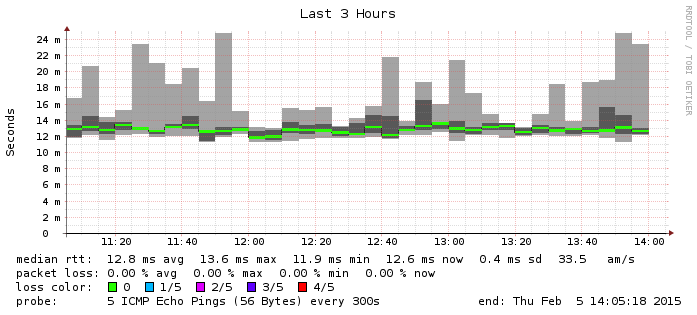 Last 3 Hours
RRDTOOL / TOBI OETIKER
Seconds
24 m
22 m
20 m
18 m
16 m
14 m
12 m
10 m
8 m
6 m
4 m
2 m
0
11:20 11:40 12:00 12:20 12:40 13:00 13:20 13:40 14:00
median rtt: 12.8 ms avg 13.6 ms max 11.9 ms min 12.6 ms now 0.4 ms sd 33.5 am/s
packet loss: 0.00 % avg 0.00 % max 0.00 % min 0.00 % now
loss color: 0 1/5 2/5 3/5 4/5
probe: 5 ICMP Echo Pings (56 Bytes) every 300s end: Thu Feb 5 14:05:18 2015